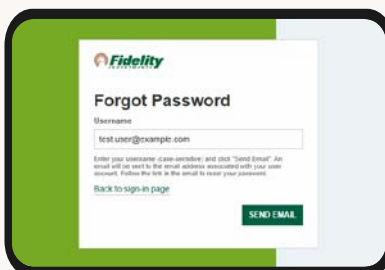 Fidelity
INVESTMENTS
Forgot Password
Username
test.user@example.com
Enter your username (case-sensitive) and click "Send Email". An
email will be sent to the email address associated with your user
account. Follow the link in the email to reset your password.
Back to sign-in page
SEND EMAIL